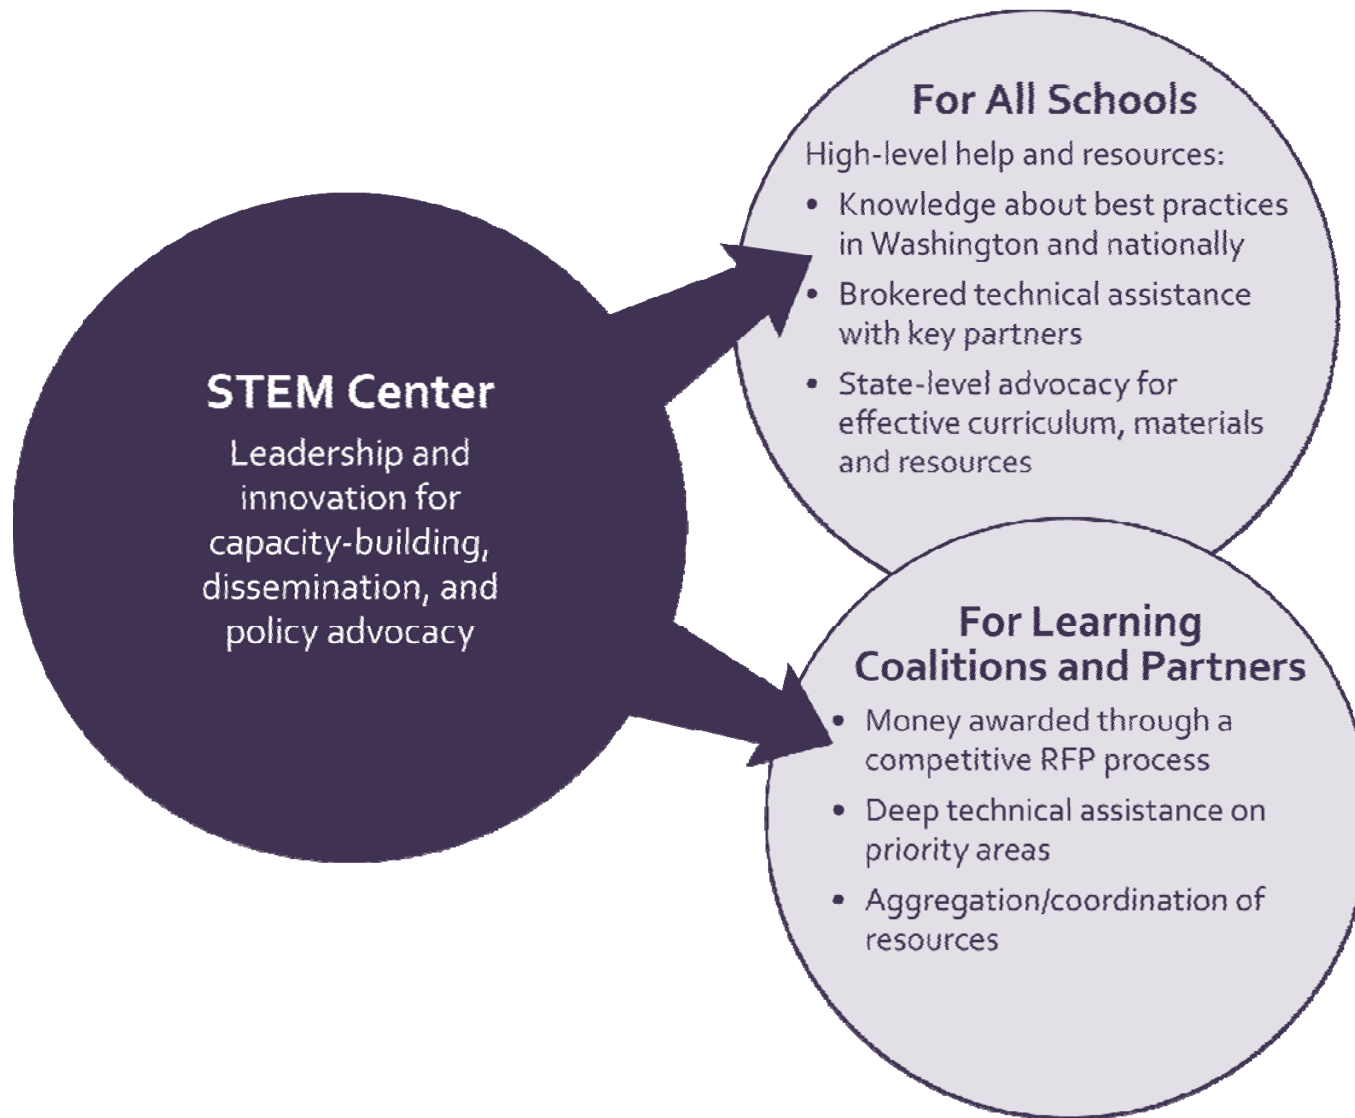 STEM Center
Leadership and
innovation for
capacity-building,
dissemination, and
policy advocacy
For All Schools
High-level help and resources:
• Knowledge about best practices
in Washington and nationally
• Brokered technical assistance
with key partners
• State-level advocacy for
effective curriculum, materials
and resources
For Learning
Coalitions and Partners
• Money awarded through a
competitive RFP process
• Deep technical assistance on
priority areas
• Aggregation/coordination of
resources